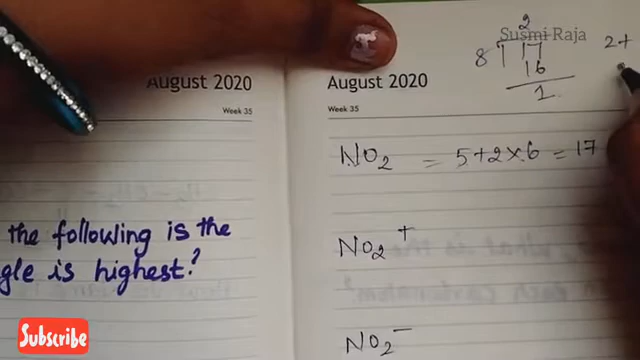 August 2020
Week 35
the following is the
gle is highest?
Subscribe
Susmi Raja
2
8 17
16
1
2+
August 2020
Week 35
NO₂ = 5+2×6 = 17
NO₂⁺
NO₂⁻